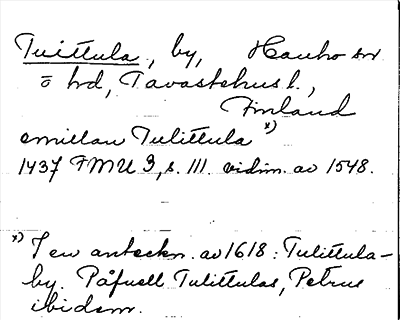 Tuittula, by, Hauho sn
o hd, Tavastehus l.,
Finland
emillan Tulittula x)
1437 FMU 3, s. 111. vidim. av 1548.
x) I en anteckn. av 1618: Tulittula-
by. Påfuell Tulittulas, Petrus
ibidem.